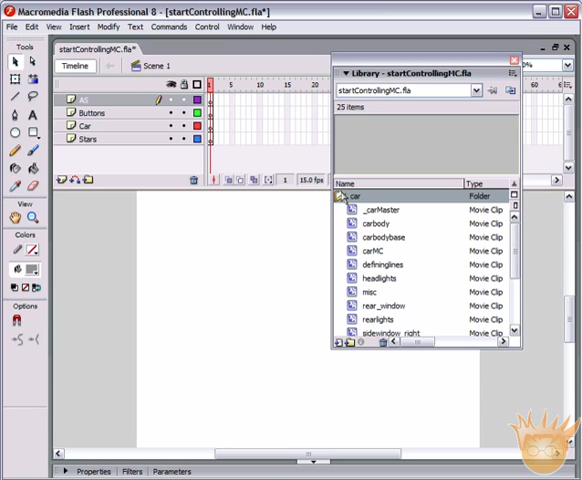 Macromedia Flash Professional 8 - [startControllingMC.fla*]
File Edit View Insert Modify Text Commands Control Window Help
Tools
startControllingMC.fla*
Timeline
Scene 1
Library - startControllingMC.fla
startControllingMC.fla
25 items
1 5 10 15 20
60
AS
Buttons
Car
Stars
1 15.0 fps
Name Type
car Folder
_carMaster Movie Clip
carbody Movie Clip
carbodybase Movie Clip
carMC Movie Clip
defininglines Movie Clip
headlights Movie Clip
misc Movie Clip
rear_window Movie Clip
rearlights Movie Clip
sidewindow_right Movie Clip
View
Colors
Options
Properties Filters Parameters